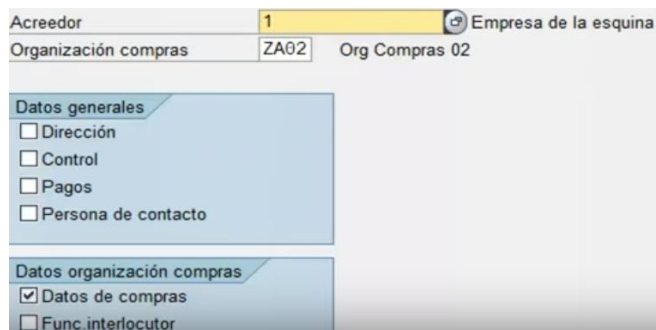 Acreedor 1 Empresa de la esquina
Organización compras ZA02 Org Compras 02
Datos generales
Dirección
Control
Pagos
Persona de contacto
Datos organización compras
Datos de compras
Func.interlocutor